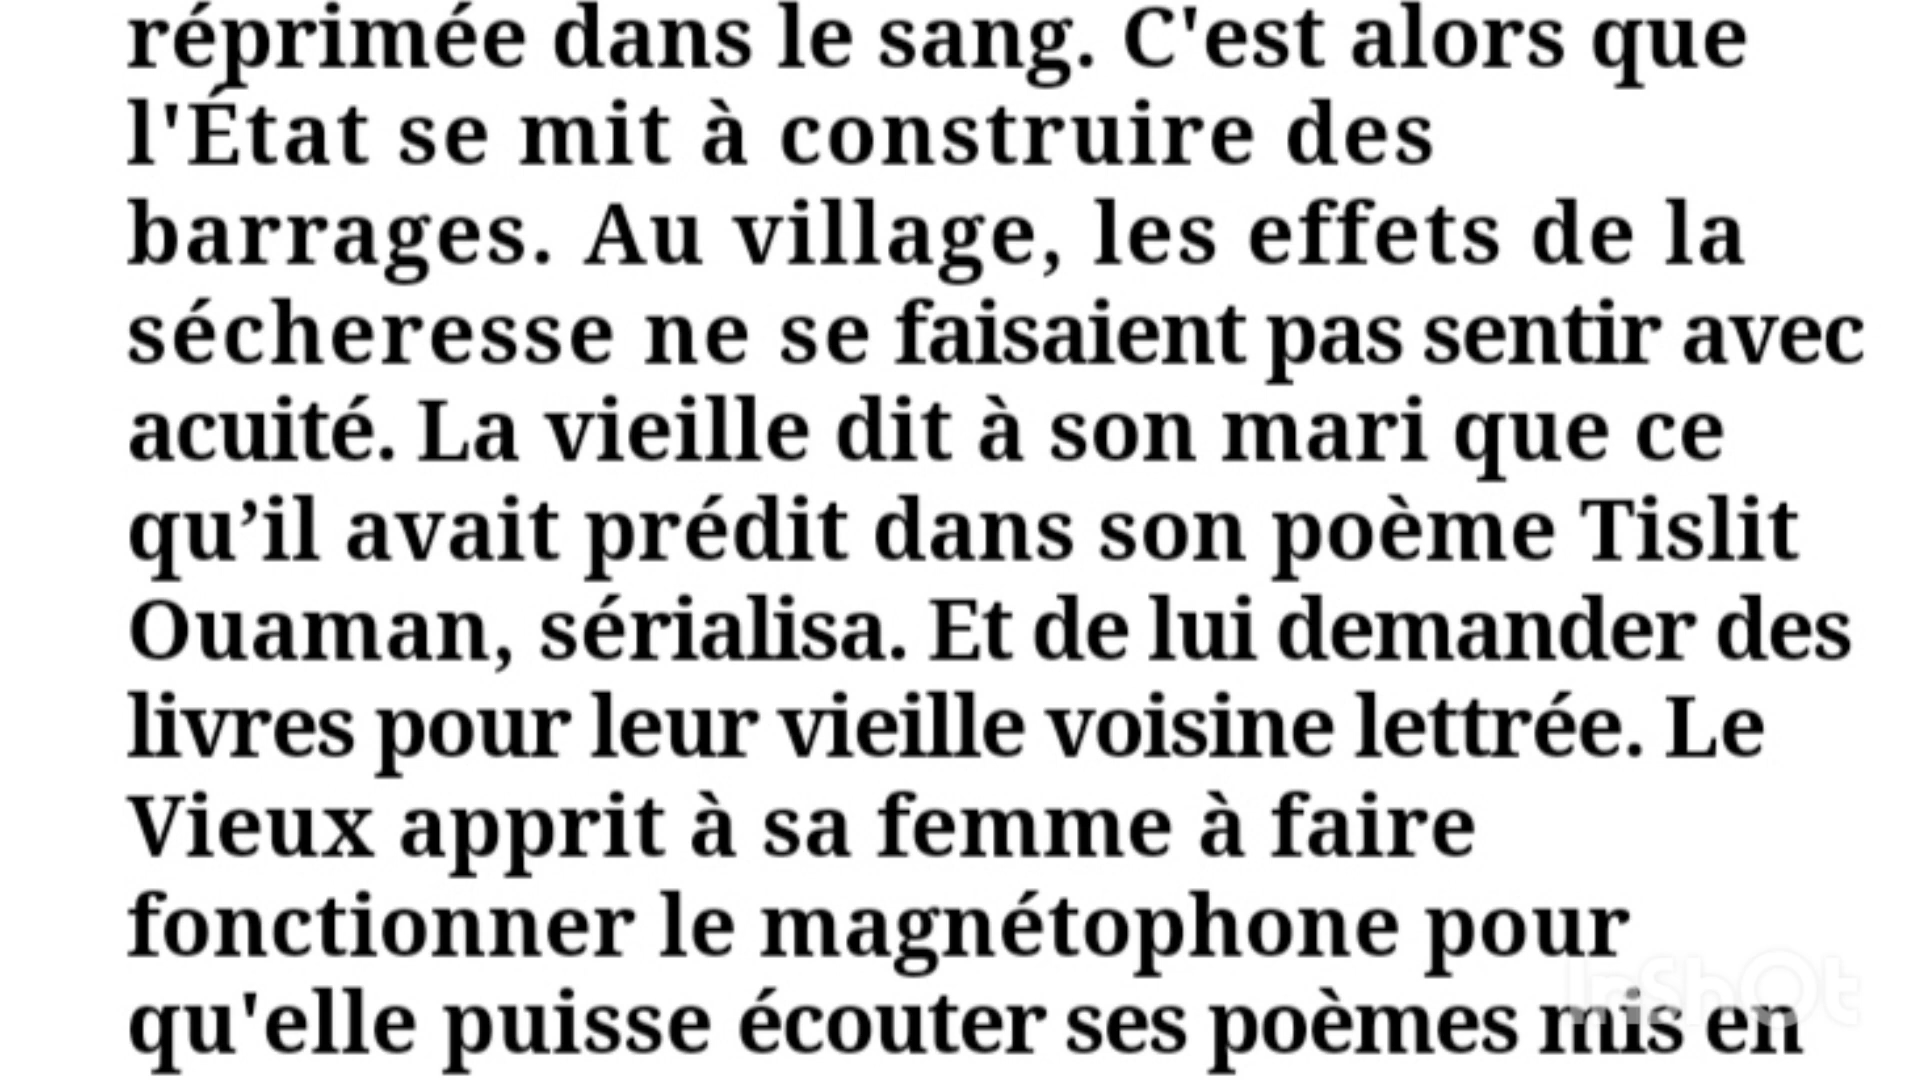 réprimée dans le sang. C'est alors que
l'État se mit à construire des
barrages. Au village, les effets de la
sécheresse ne se faisaient pas sentir avec
acuité. La vieille dit à son mari que ce
qu’il avait prédit dans son poème Tislit
Ouaman, sérialisa. Et de lui demander des
livres pour leur vieille voisine lettrée. Le
Vieux apprit à sa femme à faire
fonctionner le magnétophone pour
qu'elle puisse écouter ses poèmes mis en
InShOt